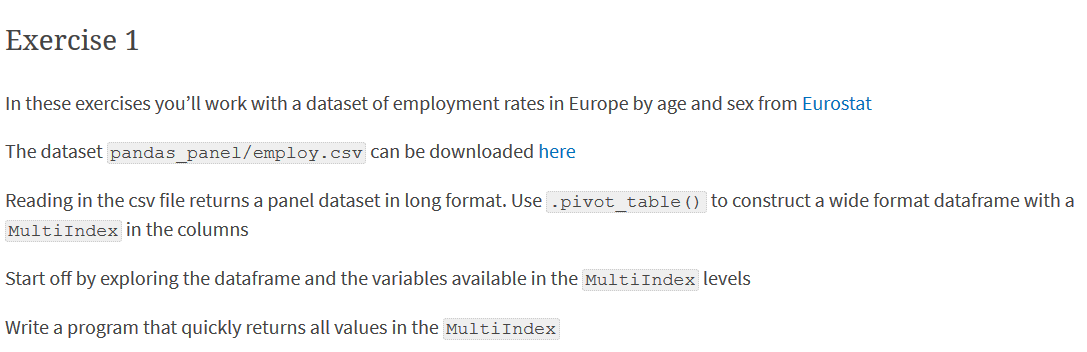 Exercise 1
In these exercises you’ll work with a dataset of employment rates in Europe by age and sex from Eurostat
The dataset pandas_panel/employ.csv can be downloaded here
Reading in the csv file returns a panel dataset in long format. Use .pivot_table() to construct a wide format dataframe with a
MultiIndex in the columns
Start off by exploring the dataframe and the variables available in the MultiIndex levels
Write a program that quickly returns all values in the MultiIndex